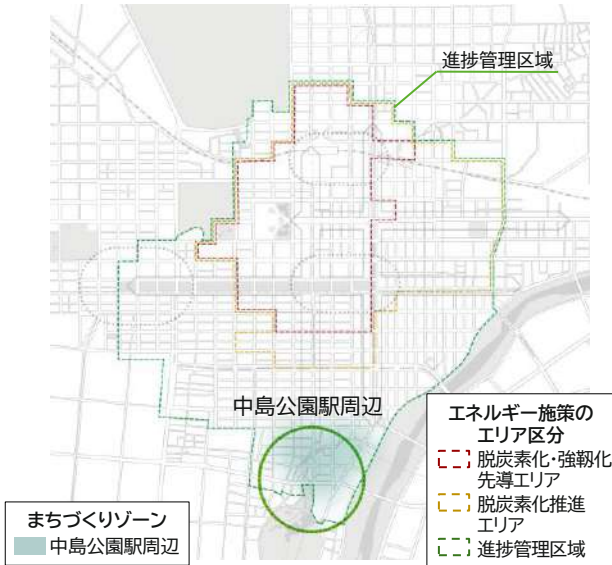 進捗管理区域
中島公園駅周辺
まちづくりゾーン
中島公園駅周辺
エネルギー施策の
エリア区分
脱炭素化・強靱化
先導エリア
脱炭素化推進
エリア
進捗管理区域